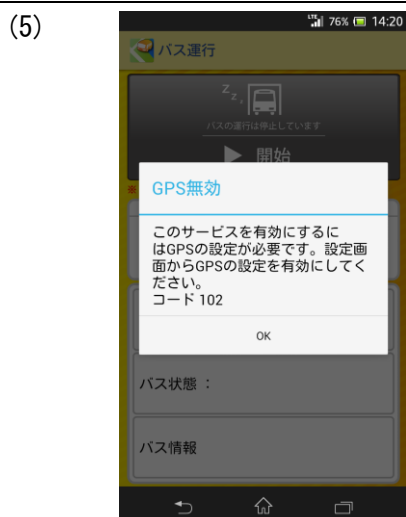 (5)
LTE 76% 14:20
バス運行
z z z
バスの運行は停止しています
開始
※
GPS無効
このサービスを有効にするに
はGPSの設定が必要です。設定画
面からGPSの設定を有効にしてく
ださい。
コード 102
OK
バス状態 :
バス情報